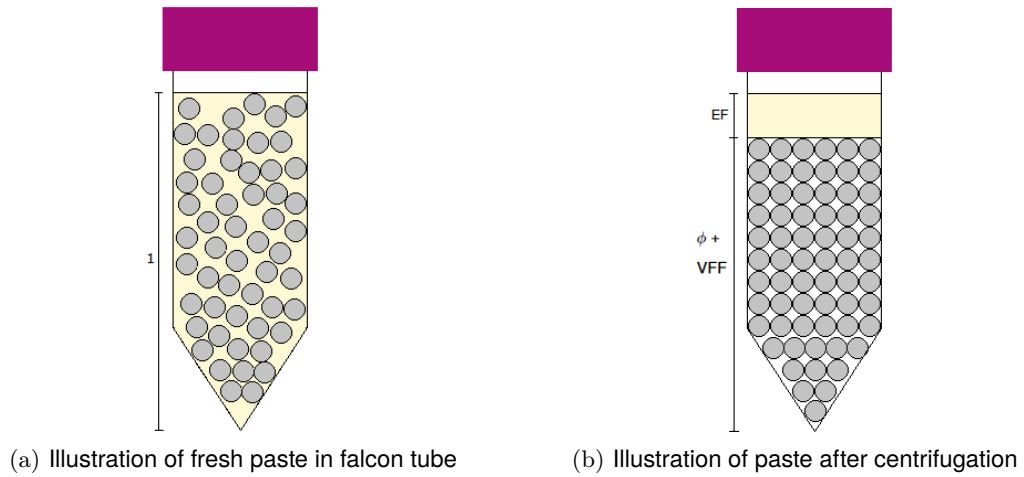 1
EF
ϕ +
VFF
(a) Illustration of fresh paste in falcon tube
(b) Illustration of paste after centrifugation